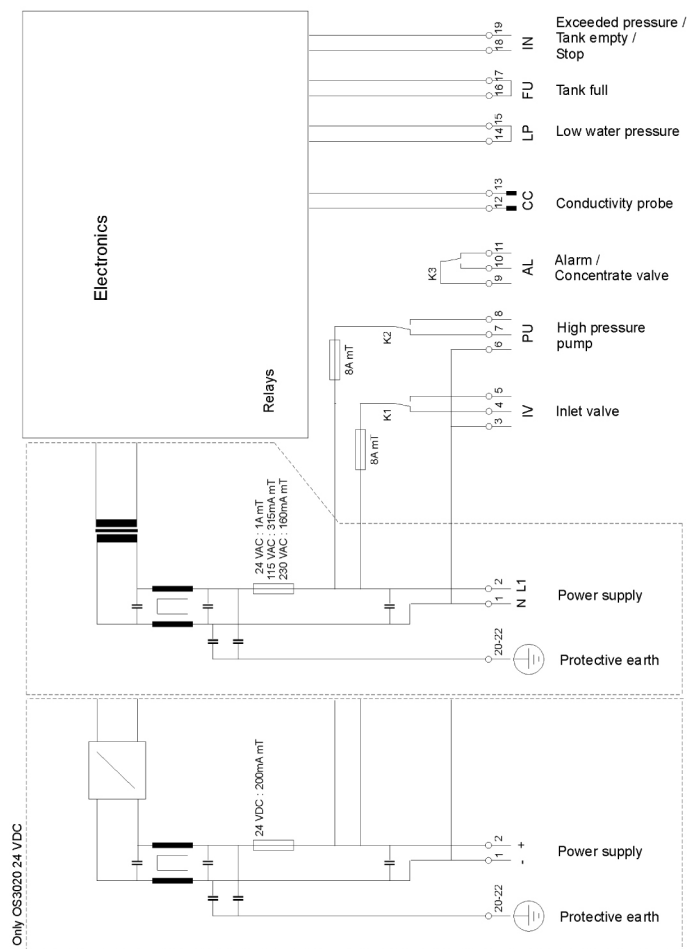 19
18
IN
Exceeded pressure /
Tank empty /
Stop
17
16
FU
Tank full
15
14
LP
Low water pressure
13
12
CC
Conductivity probe
Electronics
11
10
9
K3
AL
Alarm /
Concentrate valve
8
7
6
K2
PU
High pressure
pump
8A mT
Relays
5
4
3
K1
IV
Inlet valve
8A mT
24 VAC : 1A mT
115 VAC : 315mA mT
230 VAC : 160mA mT
2 L1
1 N
Power supply
20-22
Protective earth
Only OS3020 24 VDC
24 VDC : 200mA mT
2 +
1 -
Power supply
20-22
Protective earth